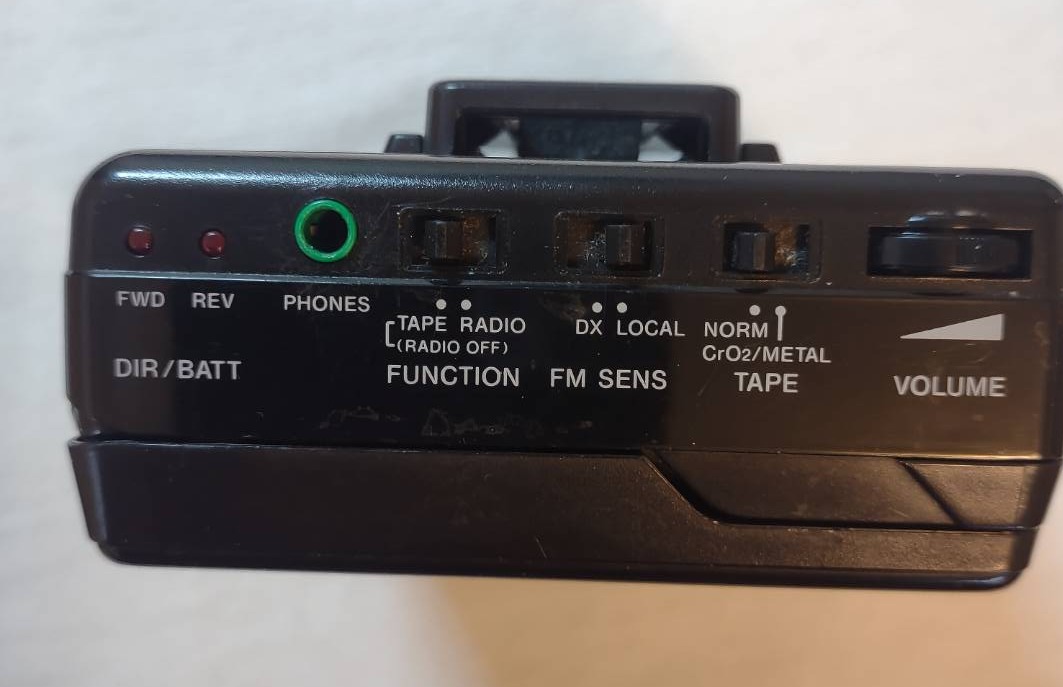 FWD REV PHONES
TAPE RADIO DX LOCAL NORM
(RADIO OFF) CrO2/METAL
DIR/BATT FUNCTION FM SENS TAPE VOLUME